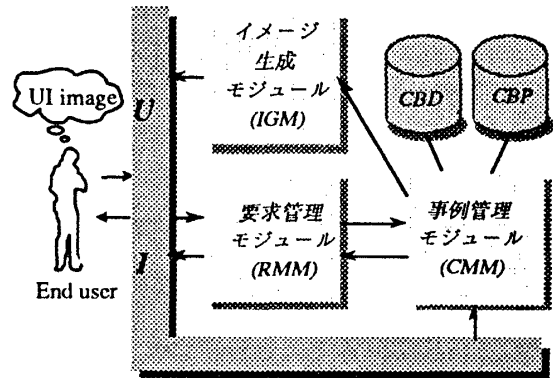 UI image
End user
U
I
イメージ
生成
モジュール
(IGM)
要求管理
モジュール
(RMM)
CBD
CBP
事例管理
モジュール
(CMM)